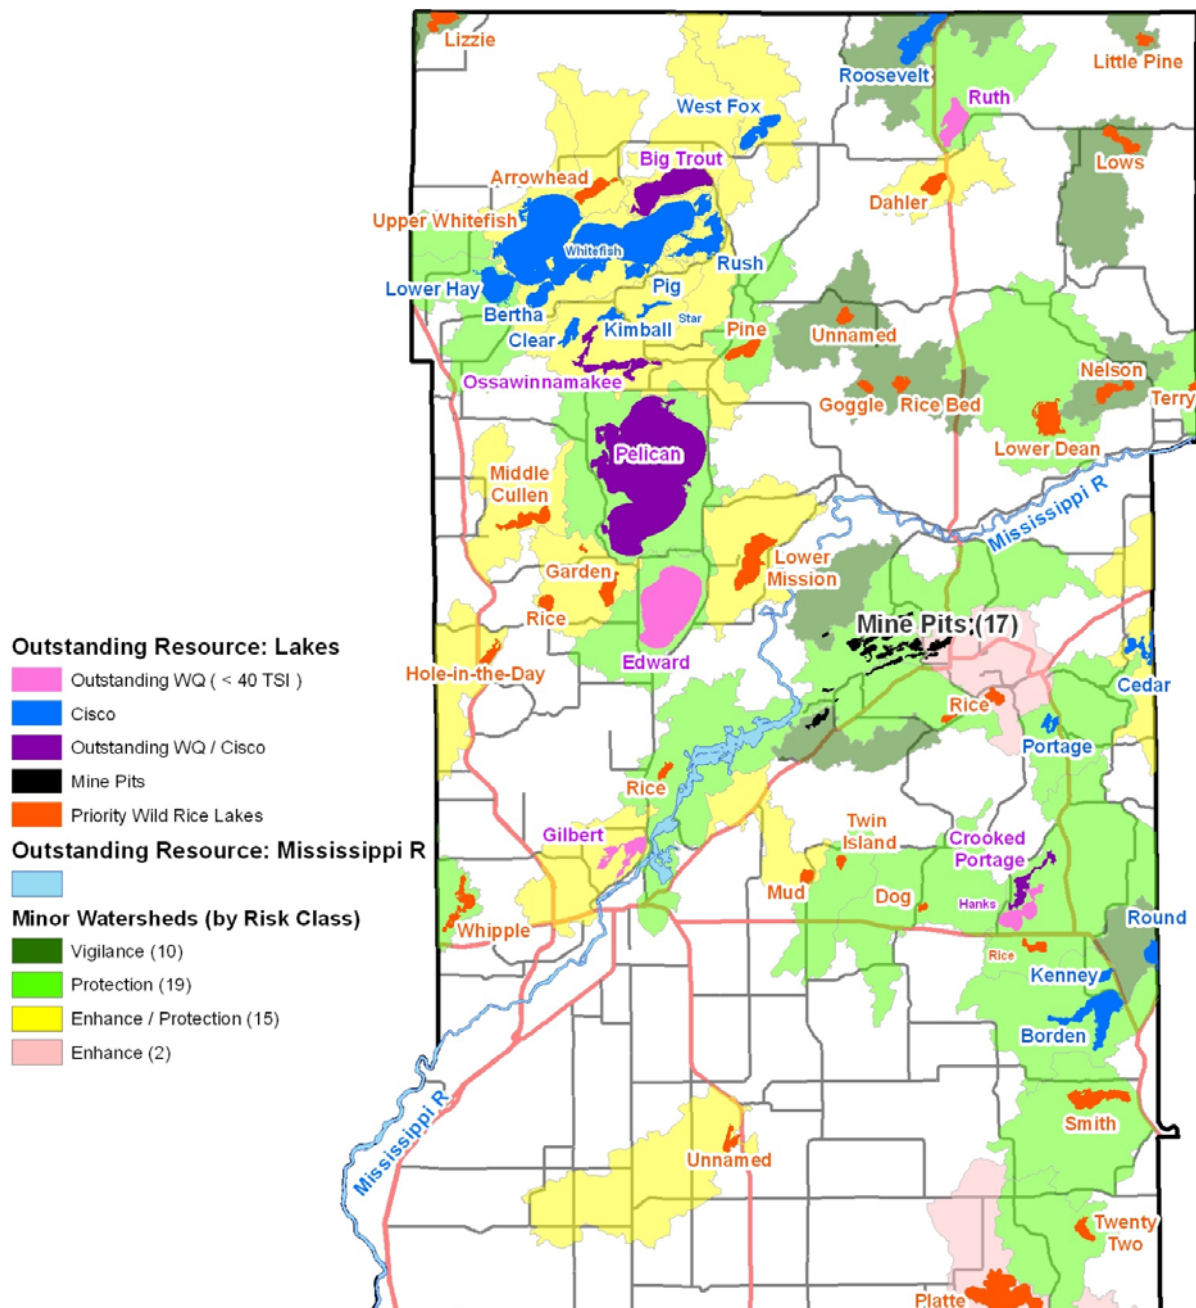 Lizzie
Little Pine
Roosevelt
Ruth
West Fox
Big Trout
Lows
Arrowhead
Dahler
Upper Whitefish
Whitefish
Rush
Lower Hay
Pig
Bertha
Star
Kimball
Clear
Pine
Unnamed
Ossawinnamakee
Nelson
Goggle
Rice Bed
Terry
Lower Dean
Pelican
Middle
Cullen
Mississippi R
Lower
Mission
Garden
Rice
Mine Pits (17)
Edward
Hole-in-the-Day
Cedar
Rice
Portage
Rice
Gilbert
Twin
Island
Crooked
Portage
Mud
Dog
Hanks
Round
Whipple
Rice
Kenney
Borden
Smith
Mississippi R
Unnamed
Twenty
Two
Platte
Outstanding Resource: Lakes
Outstanding WQ ( < 40 TSI )
Cisco
Outstanding WQ / Cisco
Mine Pits
Priority Wild Rice Lakes
Outstanding Resource: Mississippi R
Minor Watersheds (by Risk Class)
Vigilance (10)
Protection (19)
Enhance / Protection (15)
Enhance (2)